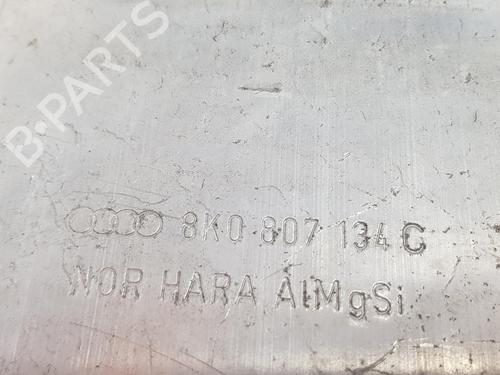 B-PARTS
8K0 807 134 C
NOR HARA AlMgSi